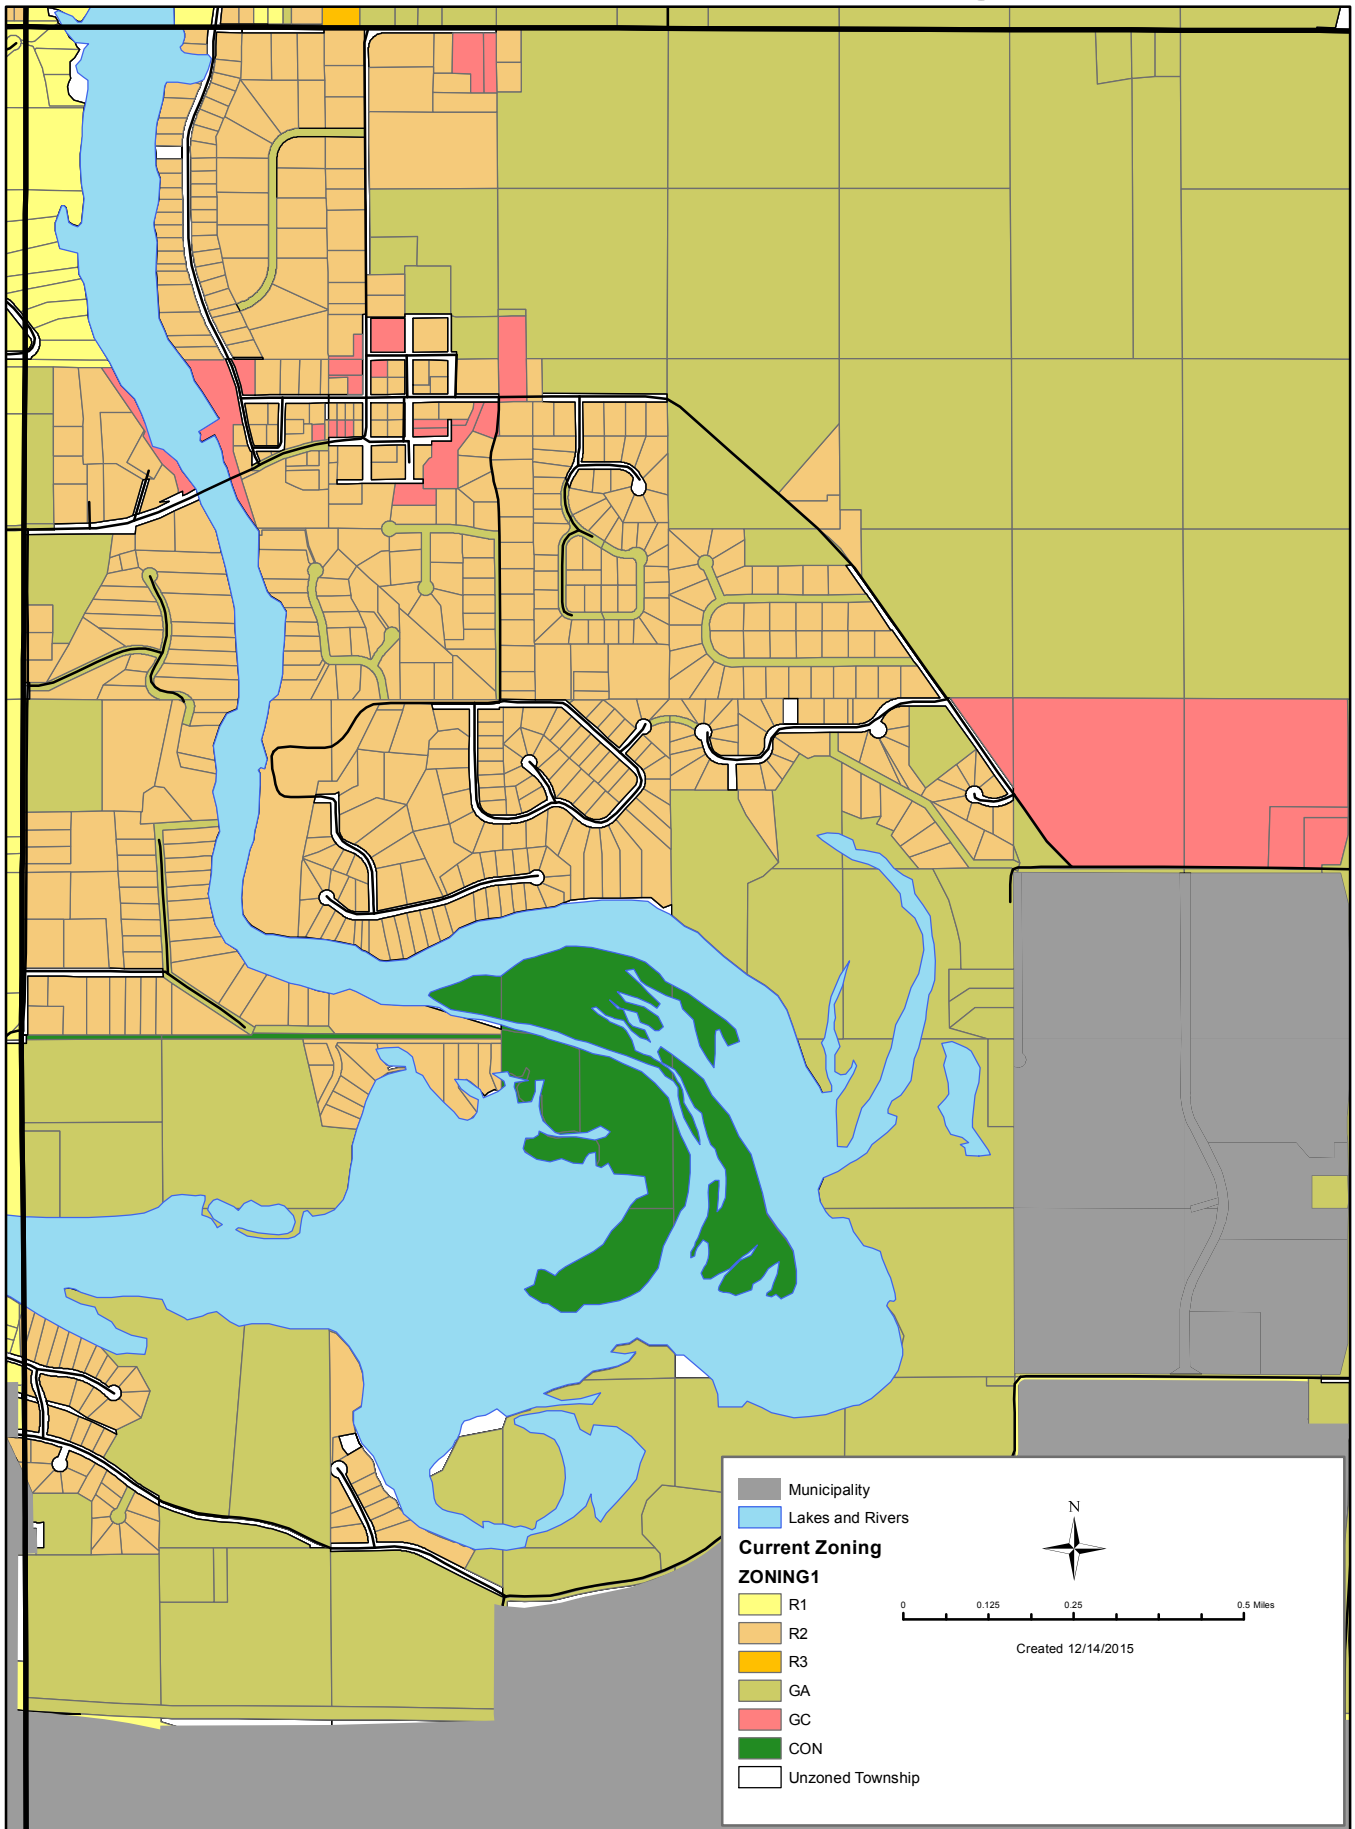 Municipality
Lakes and Rivers
Current Zoning
ZONING1
R1
R2
R3
GA
GC
CON
Unzoned Township
N
0 0.125 0.25 0.5 Miles
Created 12/14/2015